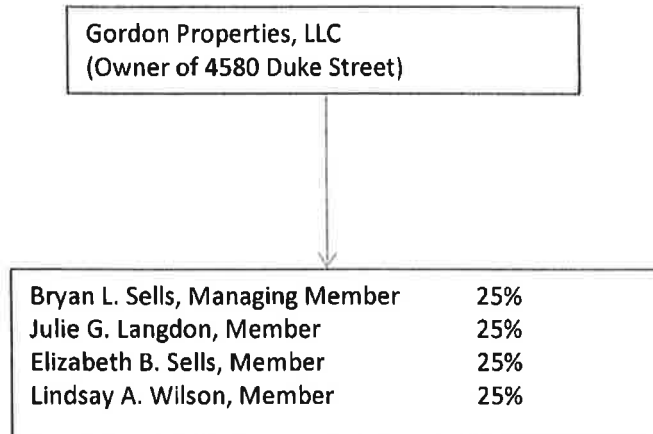 Gordon Properties, LLC
(Owner of 4580 Duke Street)
Bryan L. Sells, Managing Member 25%
Julie G. Langdon, Member 25%
Elizabeth B. Sells, Member 25%
Lindsay A. Wilson, Member 25%